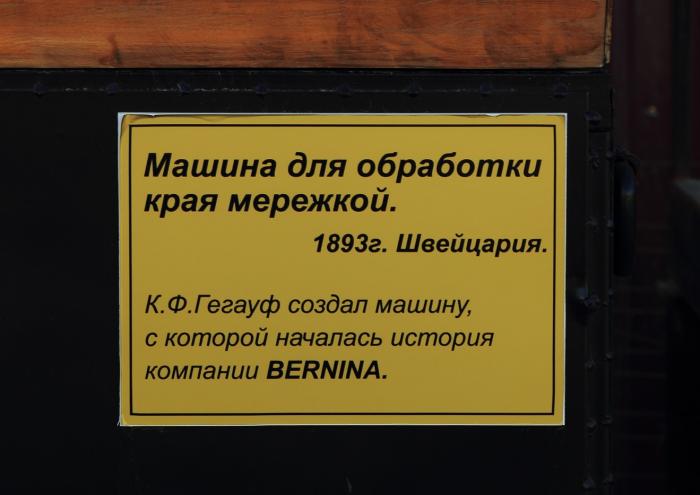 Машина для обработки
края мережкой.
1893г. Швейцария.
К.Ф.Гегауф создал машину,
с которой началась история
компании BERNINA.